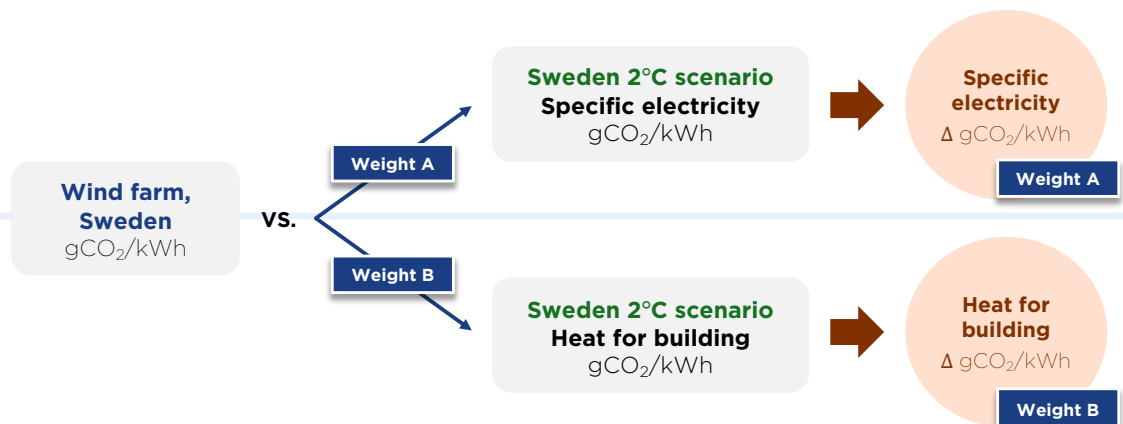 Wind farm,
Sweden
gCO₂/kWh
VS.
Weight A
Sweden 2°C scenario
Specific electricity
gCO₂/kWh
Specific
electricity
Δ gCO₂/kWh
Weight A
Weight B
Sweden 2°C scenario
Heat for building
gCO₂/kWh
Heat for
building
Δ gCO₂/kWh
Weight B